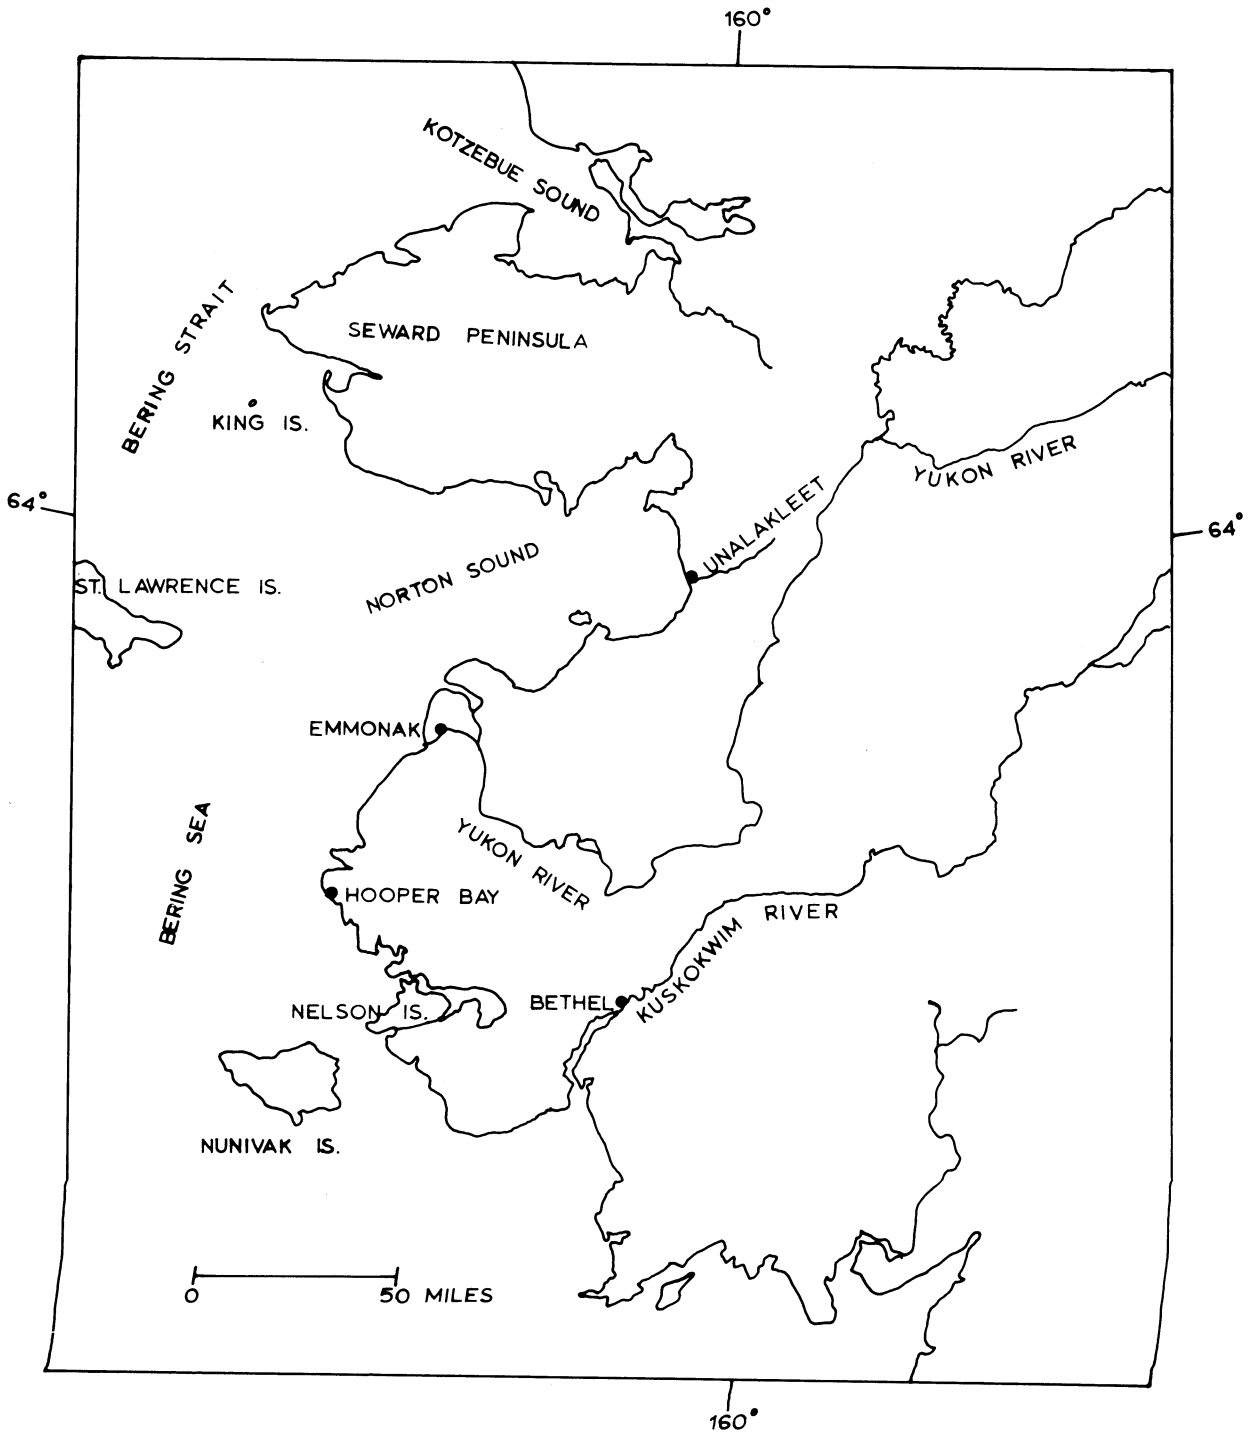 160°
KOTZEBUE SOUND
BERING STRAIT
SEWARD PENINSULA
KING IS.
YUKON RIVER
64°
64°
UNALAKLEET
NORTON SOUND
ST. LAWRENCE IS.
EMMONAK
BERING SEA
YUKON RIVER
HOOPER BAY
KUSKOKWIM RIVER
NELSON IS.
BETHEL
NUNIVAK IS.
0 50 MILES
160°